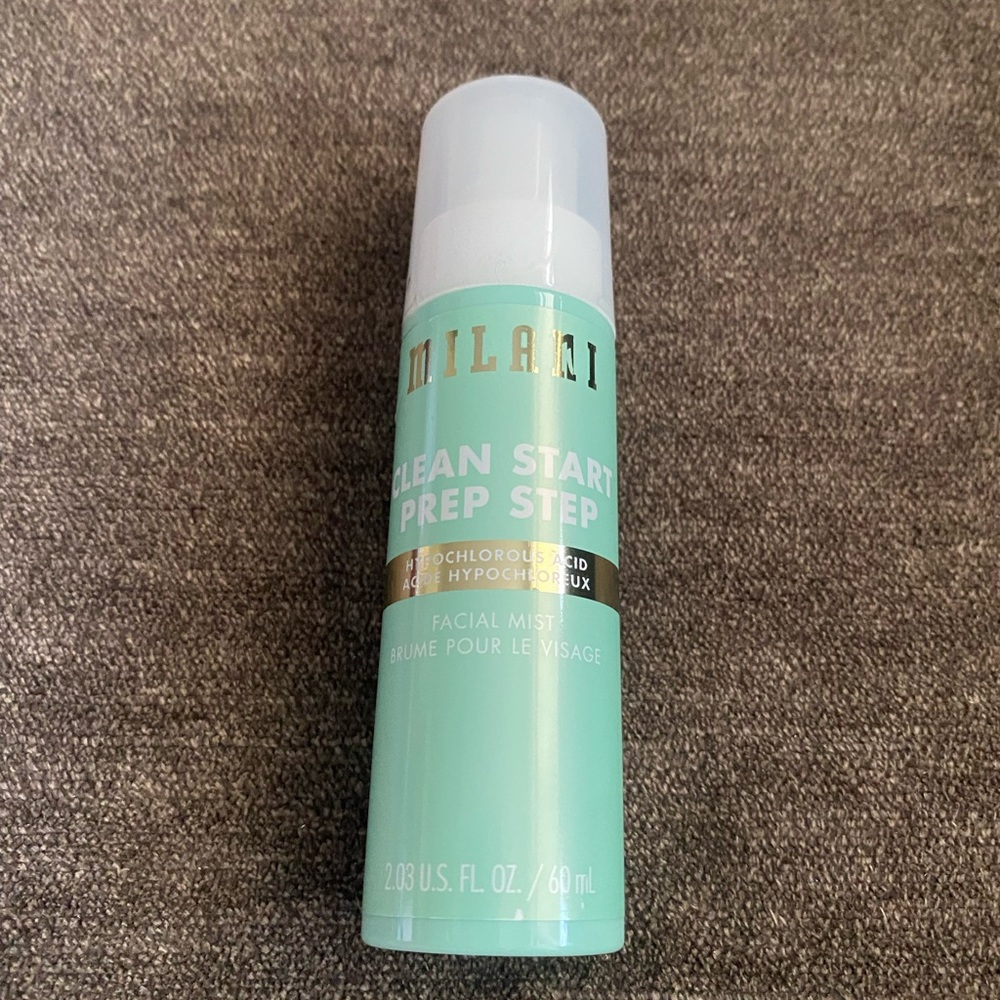 MILANI
CLEAN START
PREP STEP
HYPOCHLOROUS ACID
ACIDE HYPOCHLOREUX
FACIAL MIST
BRUME POUR LE VISAGE
2.03 U.S. FL. OZ. / 60 mL